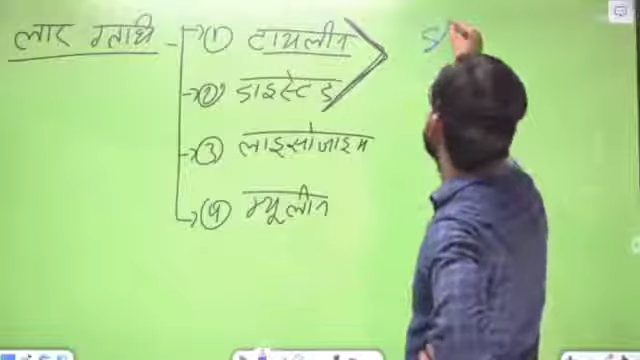 लार ग्रंथि
① टायलीन
② डाइस्टेज
③ लाइसोजाइम
④ म्यूसीन